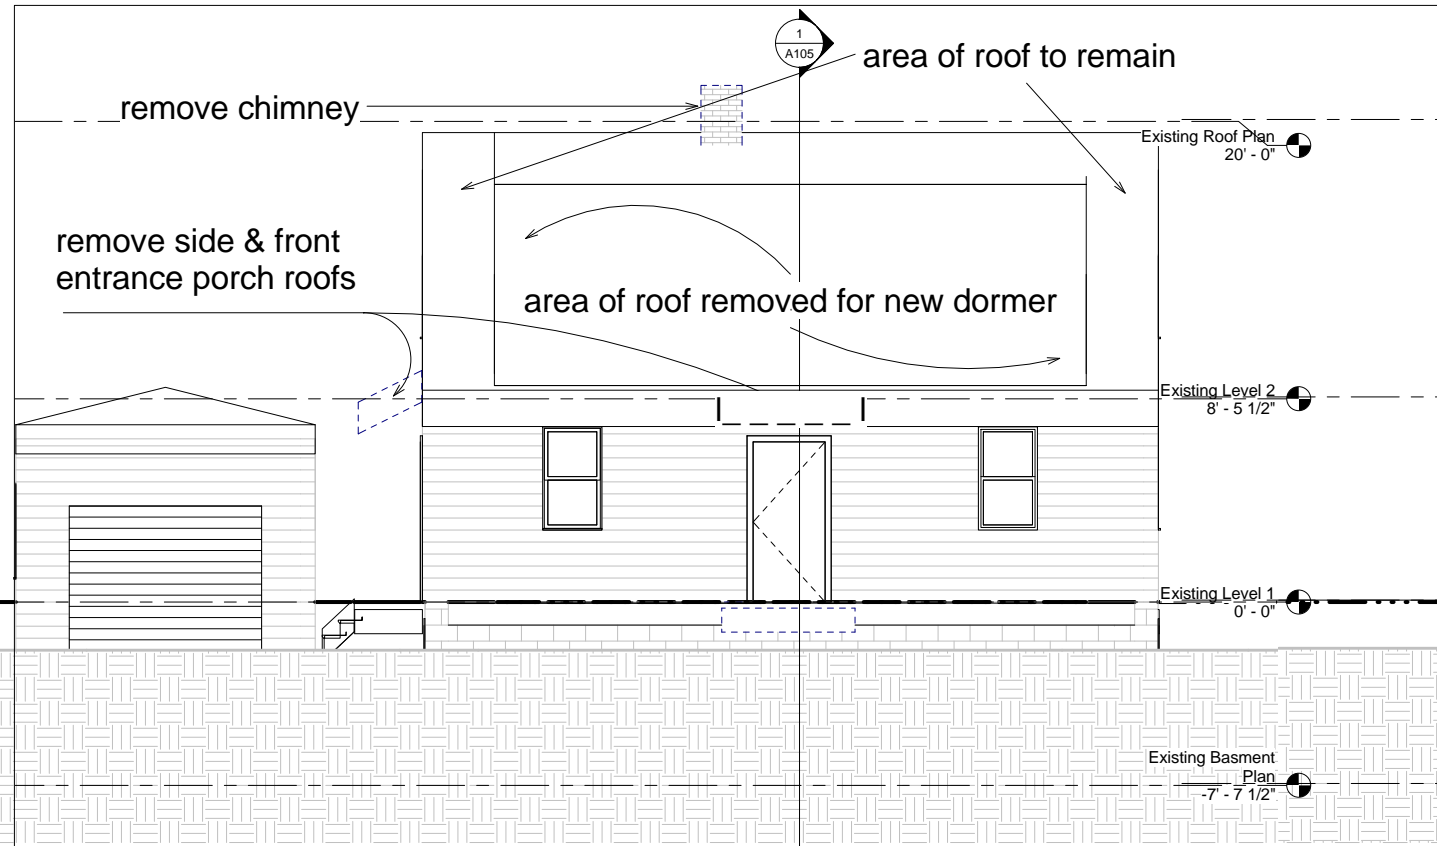 1
A105
area of roof to remain
remove chimney
Existing Roof Plan
20' - 0"
remove side & front
entrance porch roofs
area of roof removed for new dormer
Existing Level 2
8' - 5 1/2"
Existing Level 1
0' - 0"
Existing Basment
Plan
-7' - 7 1/2"